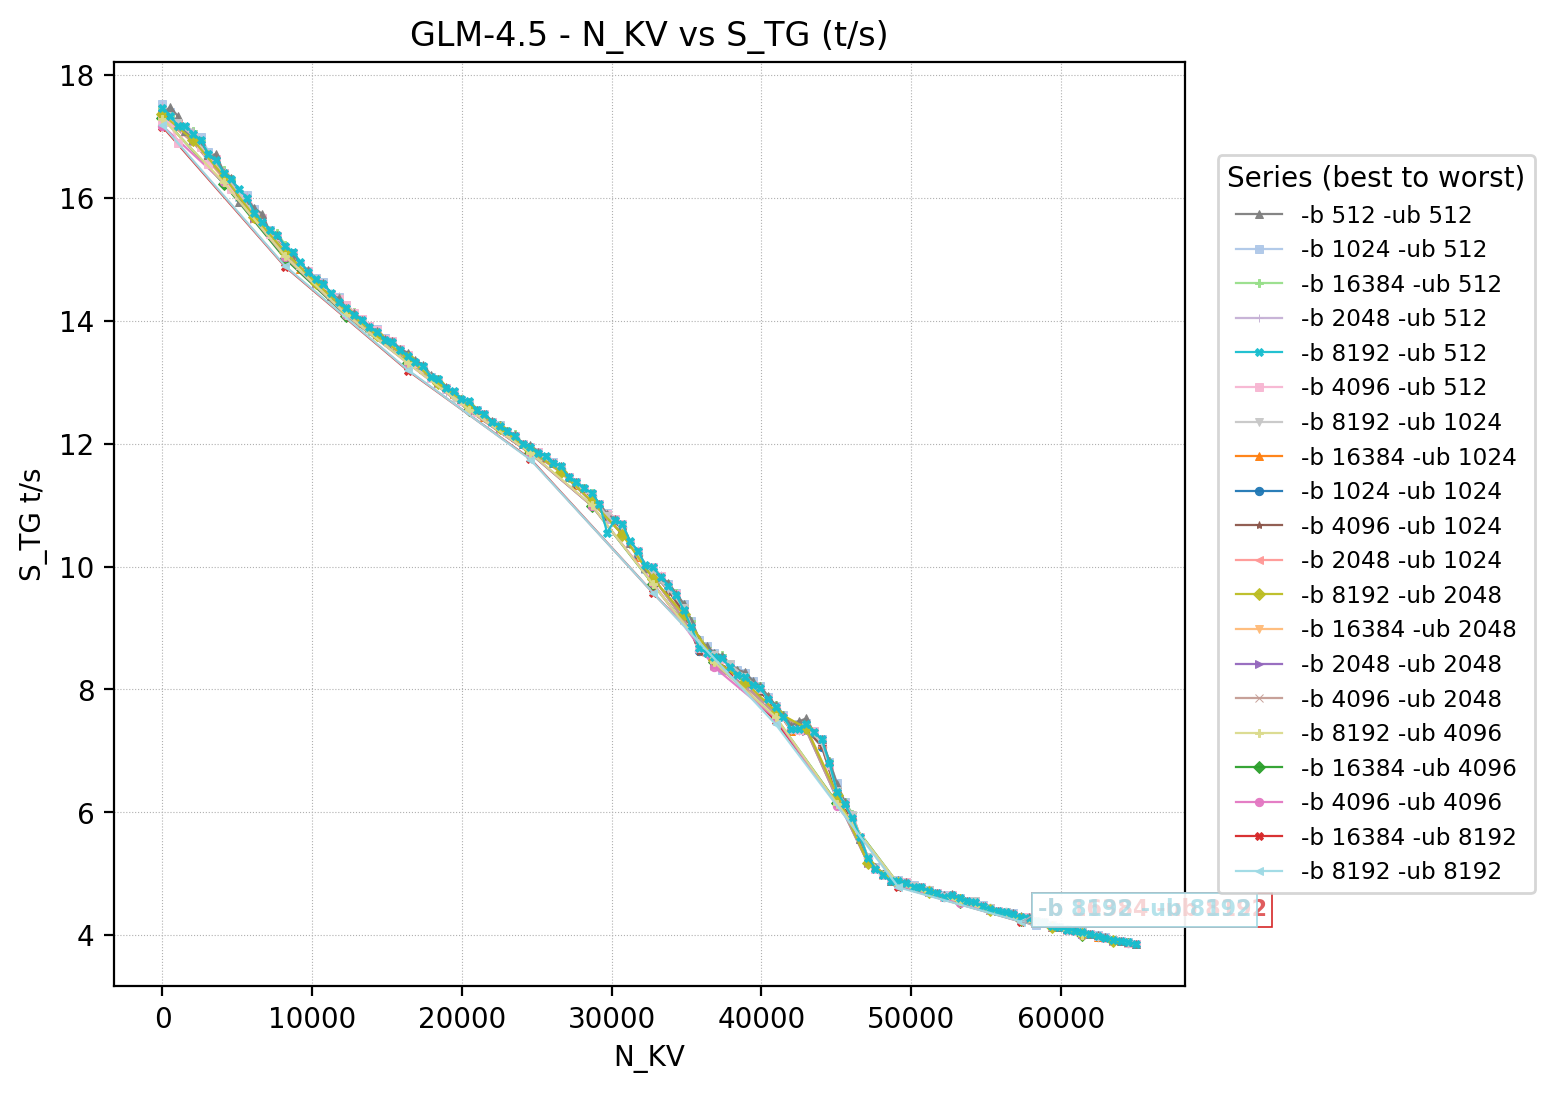 GLM-4.5 - N_KV vs S_TG (t/s)
S_TG t/s
18
16
14
12
10
8
6
4
0
10000
20000
30000
40000
50000
60000
N_KV
Series (best to worst)
-b 512 -ub 512
-b 1024 -ub 512
-b 16384 -ub 512
-b 2048 -ub 512
-b 8192 -ub 512
-b 4096 -ub 512
-b 8192 -ub 1024
-b 16384 -ub 1024
-b 1024 -ub 1024
-b 4096 -ub 1024
-b 2048 -ub 1024
-b 8192 -ub 2048
-b 16384 -ub 2048
-b 2048 -ub 2048
-b 4096 -ub 2048
-b 8192 -ub 4096
-b 16384 -ub 4096
-b 4096 -ub 4096
-b 16384 -ub 8192
-b 8192 -ub 8192